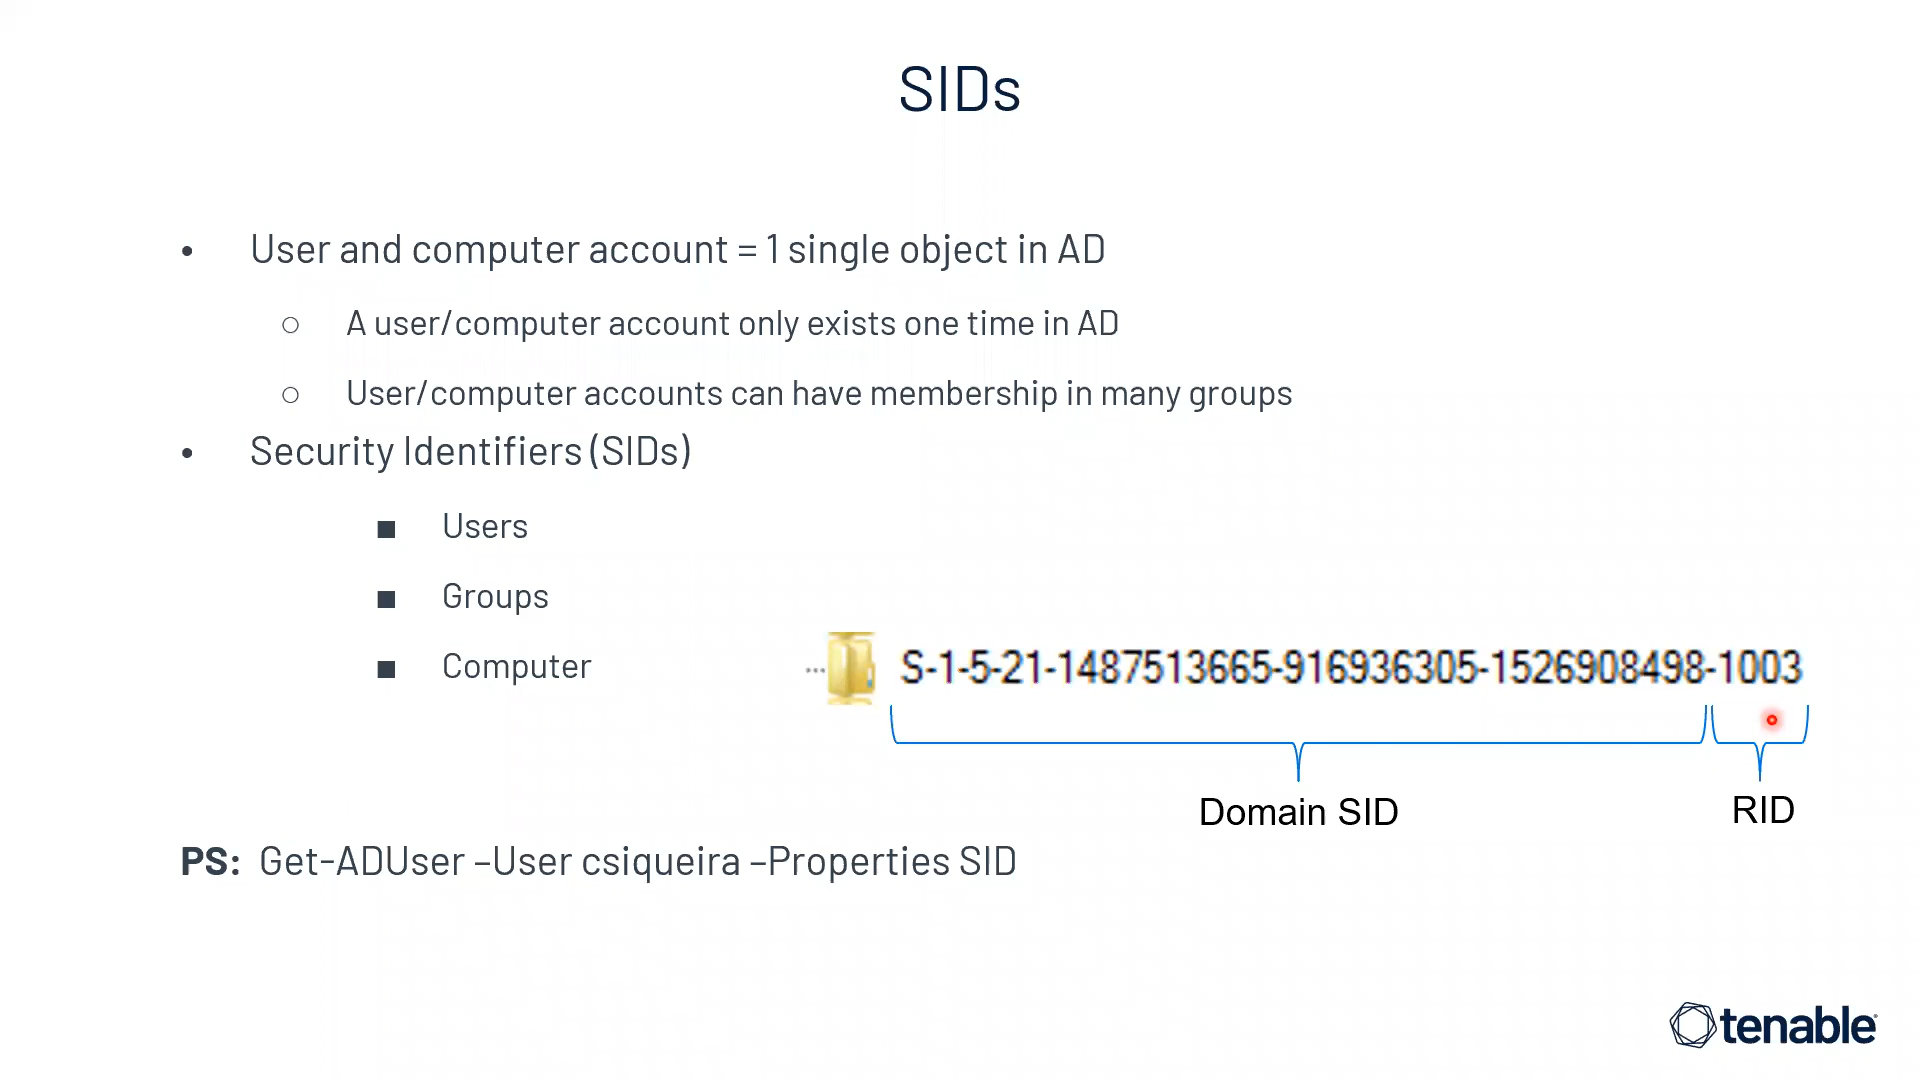 SIDs
• User and computer account = 1 single object in AD
○ A user/computer account only exists one time in AD
○ User/computer accounts can have membership in many groups
• Security Identifiers (SIDs)
■ Users
■ Groups
■ Computer
S-1-5-21-1487513665-916936305-1526908498-1003
Domain SID
RID
PS: Get-ADUser –User csiqueira –Properties SID
tenable